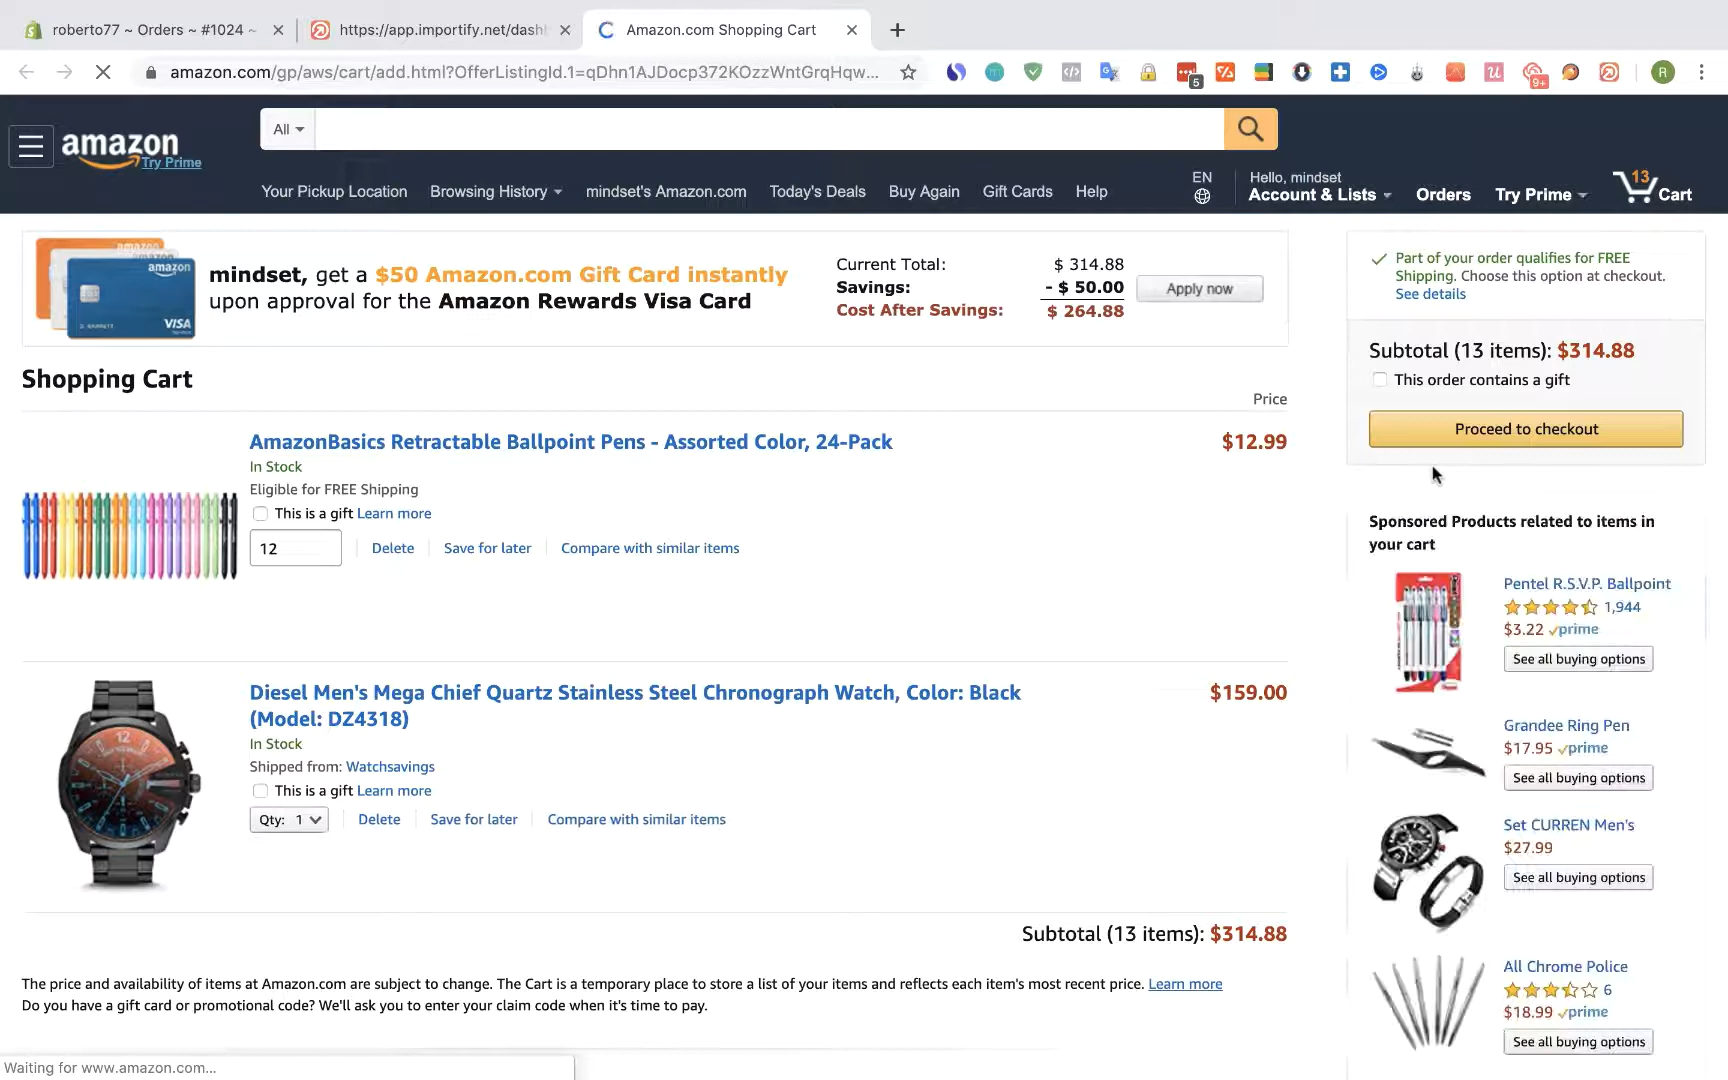 roberto77 ~ Orders ~ #1024 ~
https://app.importify.net/dash
Amazon.com Shopping Cart
amazon.com/gp/aws/cart/add.html?OfferListingId.1=qDhn1AJDocp372KOzzWntGrqHqw...
5
9+
R
amazon
Try Prime
All
Your Pickup Location
Browsing History
mindset's Amazon.com
Today's Deals
Buy Again
Gift Cards
Help
EN
Hello, mindset
Account & Lists
Orders
Try Prime
13
Cart
amazon
VISA
mindset, get a $50 Amazon.com Gift Card instantly
upon approval for the Amazon Rewards Visa Card
Current Total: $ 314.88
Savings: - $ 50.00
Cost After Savings: $ 264.88
Apply now
Part of your order qualifies for FREE
Shipping. Choose this option at checkout.
See details
Subtotal (13 items): $314.88
This order contains a gift
Proceed to checkout
Shopping Cart
Price
AmazonBasics Retractable Ballpoint Pens - Assorted Color, 24-Pack
$12.99
In Stock
Eligible for FREE Shipping
This is a gift Learn more
12
Delete
Save for later
Compare with similar items
Diesel Men's Mega Chief Quartz Stainless Steel Chronograph Watch, Color: Black
(Model: DZ4318)
$159.00
In Stock
Shipped from: Watchsavings
This is a gift Learn more
Qty: 1
Delete
Save for later
Compare with similar items
Subtotal (13 items): $314.88
The price and availability of items at Amazon.com are subject to change. The Cart is a temporary place to store a list of your items and reflects each item's most recent price. Learn more
Do you have a gift card or promotional code? We'll ask you to enter your claim code when it's time to pay.
Sponsored Products related to items in
your cart
Pentel R.S.V.P. Ballpoint
1,944
$3.22 prime
See all buying options
Grandee Ring Pen
$17.95 prime
See all buying options
Set CURREN Men's
$27.99
See all buying options
All Chrome Police
6
$18.99 prime
See all buying options
Waiting for www.amazon.com...